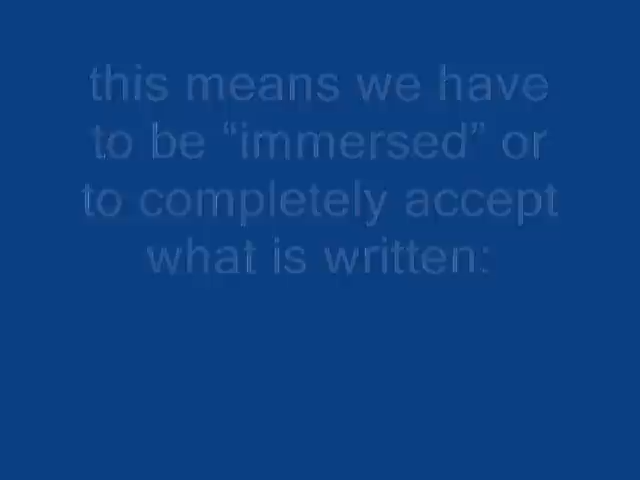 this means we have
to be “immersed” or
to completely accept
what is written: